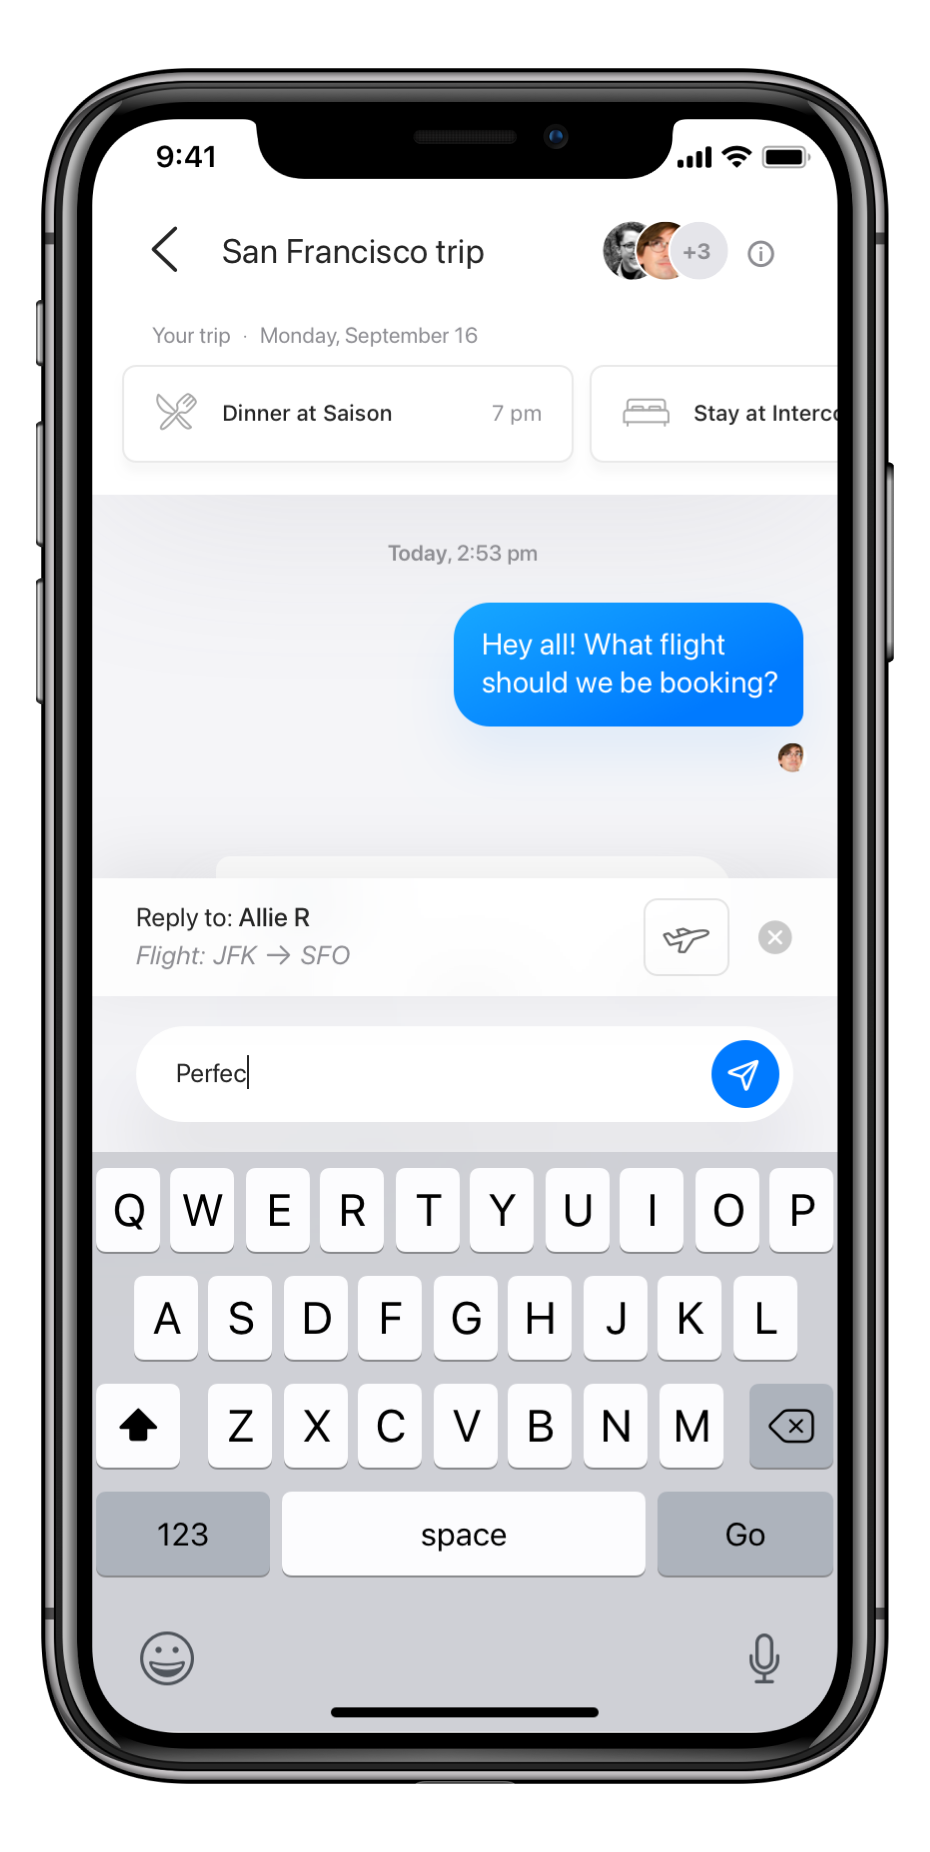 9:41
San Francisco trip +3
Your trip · Monday, September 16
Dinner at Saison 7 pm Stay at
Today, 2:53 pm
Hey all! What flight
should we be booking?
Reply to: Allie R
Flight: JFK → SFO
Perfec
Q W E R T Y U I O P
A S D F G H J K L
Z X C V B N M
123 space Go